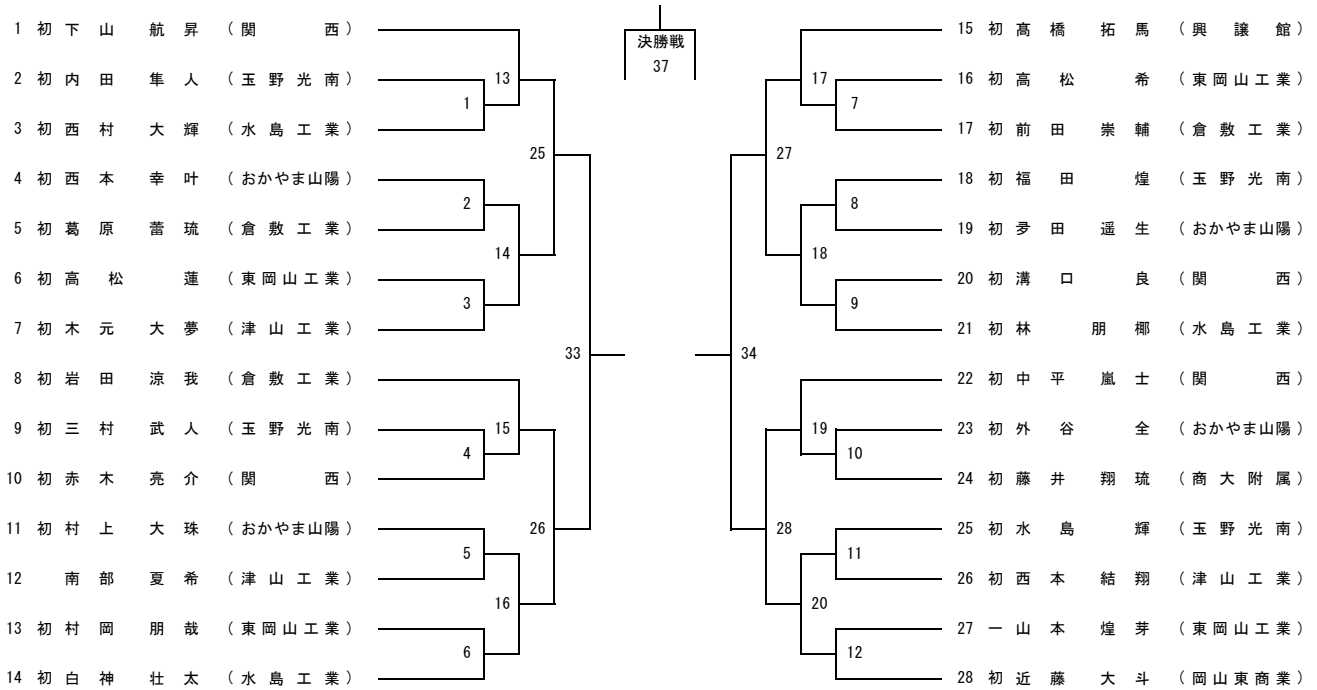 1 初 下山 航昇 (関西)
2 初 内田 隼人 (玉野光南)
3 初 西村 大輝 (水島工業)
4 初 西本 幸叶 (おかやま山陽)
5 初 葛原 蕾琉 (倉敷工業)
6 初 高松 蓮 (東岡山工業)
7 初 木元 大夢 (津山工業)
8 初 岩田 涼我 (倉敷工業)
9 初 三村 武人 (玉野光南)
10 初 赤木 亮介 (関西)
11 初 村上 大珠 (おかやま山陽)
12 南部 夏希 (津山工業)
13 初 村岡 朋哉 (東岡山工業)
14 初 白神 壮太 (水島工業)
1
2
3
4
5
6
13
14
15
16
25
26
33
決勝戦
37
34
27
28
17
18
19
20
7
8
9
10
11
12
15 初 髙橋 拓馬 (興譲館)
16 初 高松 希 (東岡山工業)
17 初 前田 崇輔 (倉敷工業)
18 初 福田 煌 (玉野光南)
19 初 夛田 遥生 (おかやま山陽)
20 初 溝口 良 (関西)
21 初 林 朋椰 (水島工業)
22 初 中平 嵐士 (関西)
23 初 外谷 全 (おかやま山陽)
24 初 藤井 翔琉 (商大附属)
25 初 水島 輝 (玉野光南)
26 初 西本 結翔 (津山工業)
27 一 山本 煌芽 (東岡山工業)
28 初 近藤 大斗 (岡山東商業)